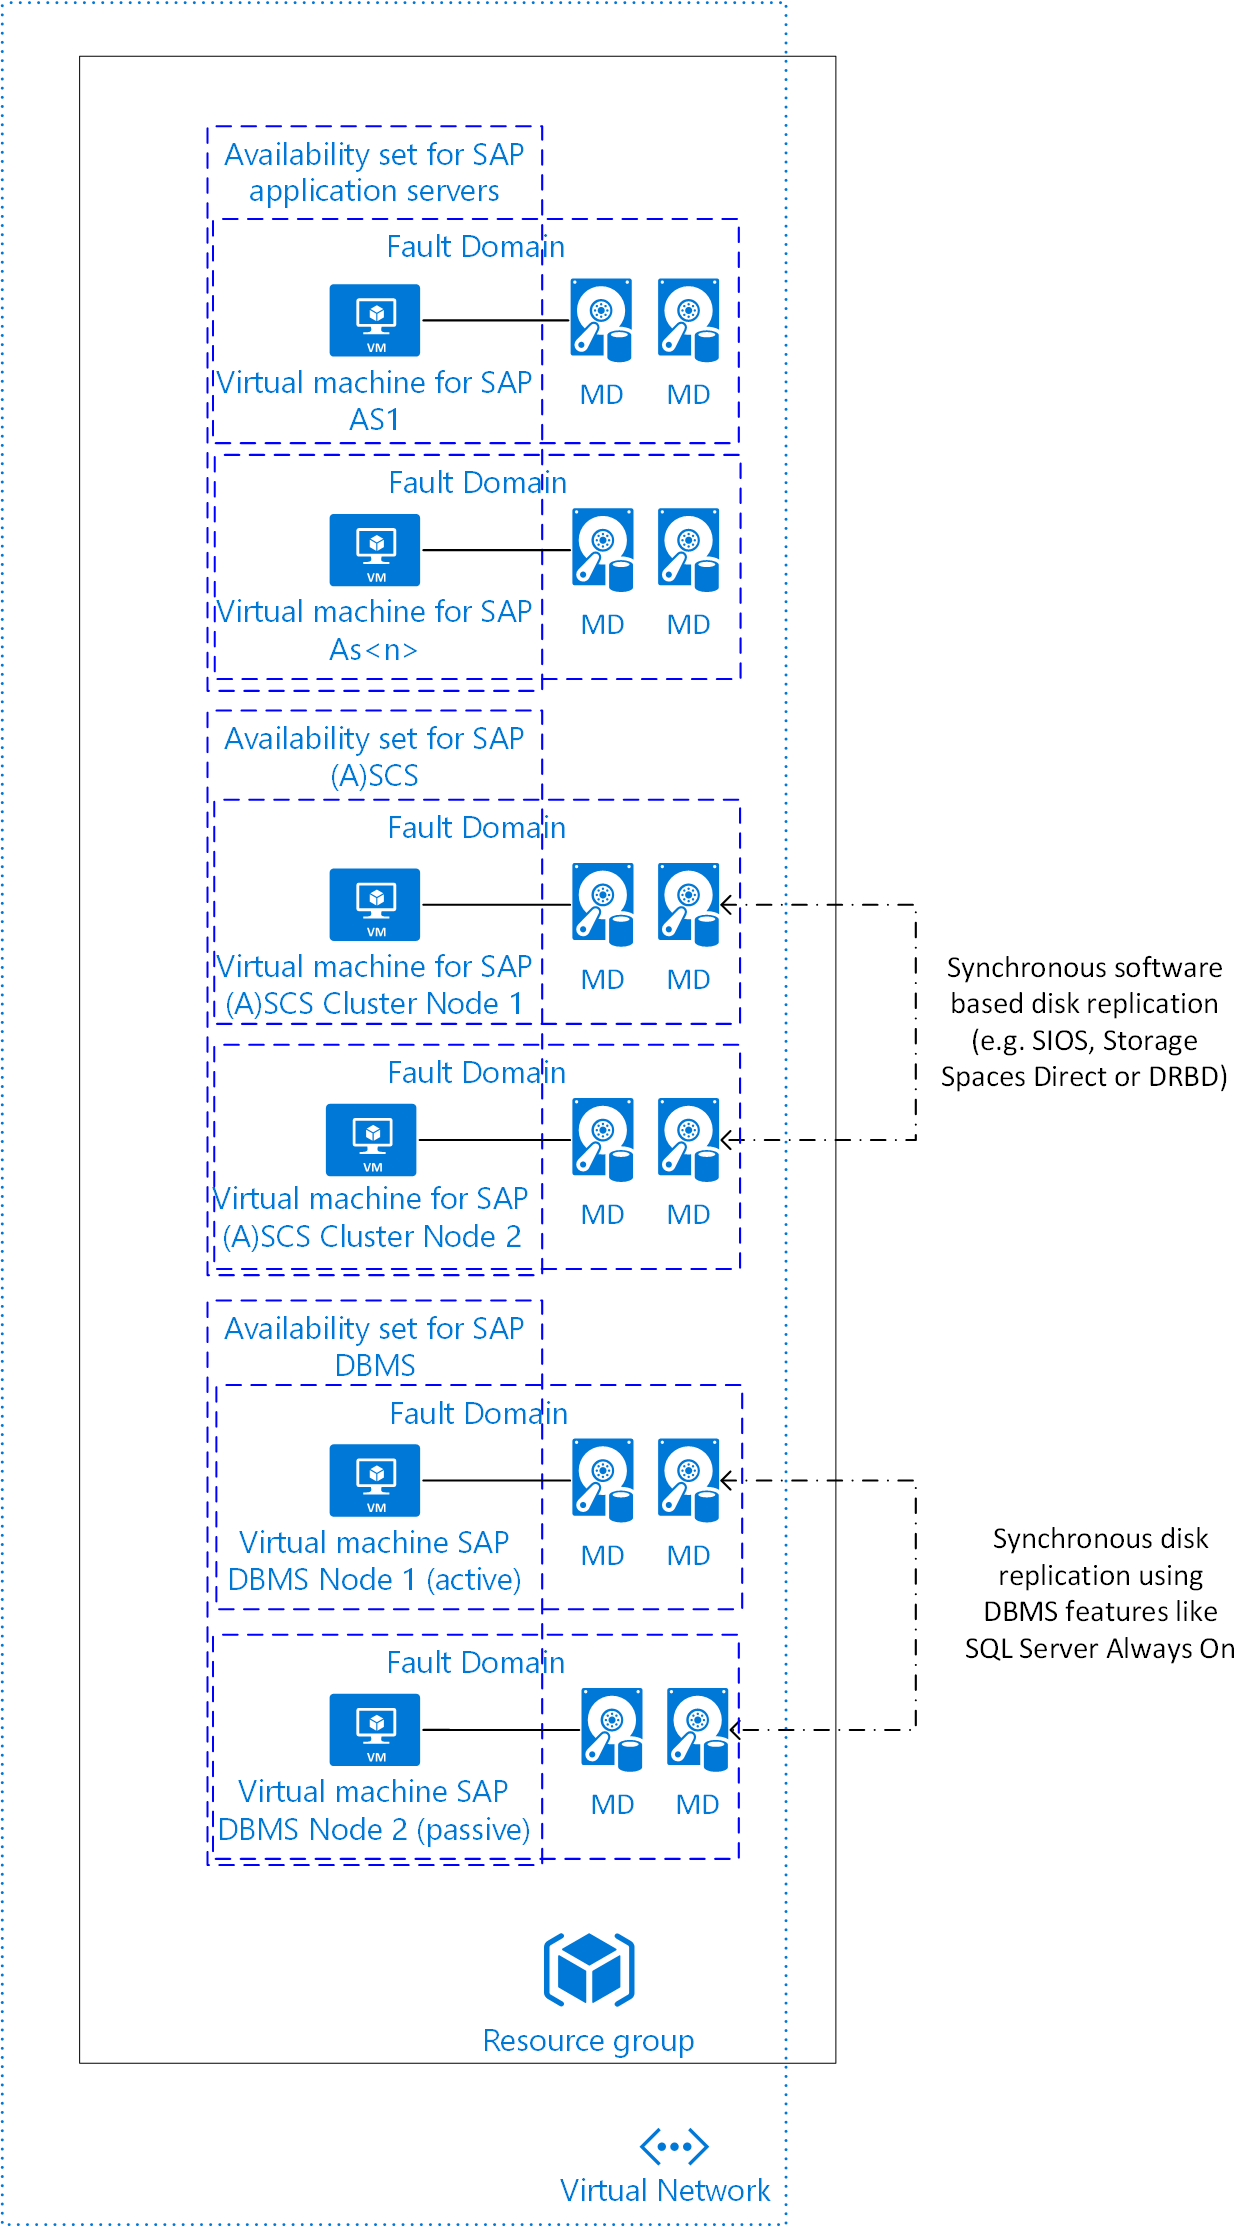 Availability set for SAP
application servers
Fault Domain
VM
Virtual machine for SAP
AS1
MD
MD
Fault Domain
VM
Virtual machine for SAP
As<n>
MD
MD
Availability set for SAP
(A)SCS
Fault Domain
VM
Virtual machine for SAP
(A)SCS Cluster Node 1
MD
MD
Synchronous software
based disk replication
(e.g. SIOS, Storage
Spaces Direct or DRBD)
Fault Domain
VM
Virtual machine for SAP
(A)SCS Cluster Node 2
MD
MD
Availability set for SAP
DBMS
Fault Domain
VM
Virtual machine SAP
DBMS Node 1 (active)
MD
MD
Synchronous disk
replication using
DBMS features like
SQL Server Always On
Fault Domain
VM
Virtual machine SAP
DBMS Node 2 (passive)
MD
MD
Resource group
Virtual Network